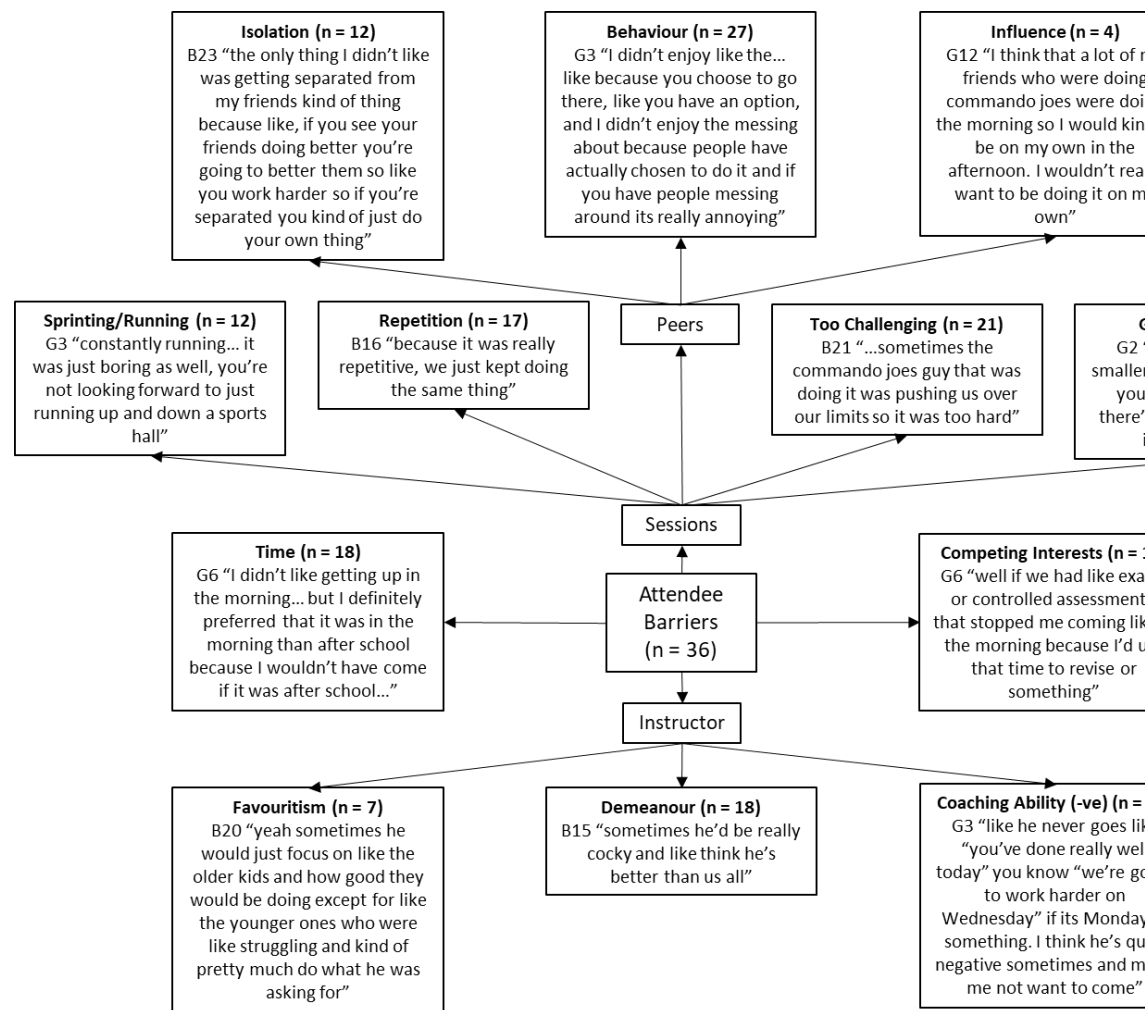 Isolation (n = 12)
B23 “the only thing I didn’t like
was getting separated from
my friends kind of thing
because like, if you see your
friends doing better you’re
going to better them so like
you work harder so if you’re
separated you kind of just do
your own thing”
Behaviour (n = 27)
G3 “I didn’t enjoy like the...
like because you choose to go
there, like you have an option,
and I didn’t enjoy the messing
about because people have
actually chosen to do it and if
you have people messing
around its really annoying”
Influence (n = 4)
G12 “I think that a lot of
friends who were doing
commando joes were
the morning so I would
be on my own in the
afternoon. I wouldn’t
want to be doing it on
own”
Sprinting/Running (n = 12)
G3 “constantly running... it
was just boring as well, you’re
not looking forward to just
running up and down a sports
hall”
Repetition (n = 17)
B16 “because it was really
repetitive, we just kept doing
the same thing”
Peers
Too Challenging (n = 21)
B21 “...sometimes the
commando joes guy that was
doing it was pushing us over
our limits so it was too hard”
G2
Sessions
Time (n = 18)
G6 “I didn’t like getting up in
the morning... but I definitely
preferred that it was in the
morning than after school
because I wouldn’t have come
if it was after school...”
Attendee
Barriers
(n = 36)
Competing Interests (n =
G6 “well if we had like
or controlled
that stopped me coming
the morning because I’d
that time to revise or
something”
Instructor
Favouritism (n = 7)
B20 “yeah sometimes he
would just focus on like the
older kids and how good they
would be doing except for like
the younger ones who were
like struggling and kind of
pretty much do what he was
asking for”
Demeanour (n = 18)
B15 “sometimes he’d be really
cocky and like think he’s
better than us all”
Coaching Ability (-ve) (n =
G3 “like he never goes
“you’ve done really
today” you know “we’re
to work harder on
Wednesday” if its Monday
something. I think he’s
negative sometimes and
me not want to come”